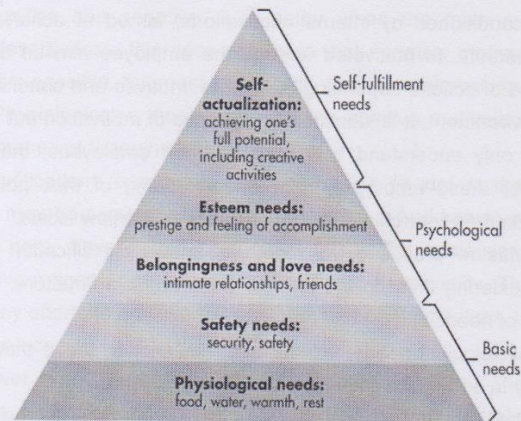 Self-
actualization:
achieving one's
full potential,
including creative
activities
Esteem needs:
prestige and feeling of accomplishment
Belongingness and love needs:
intimate relationships, friends
Safety needs:
security, safety
Physiological needs:
food, water, warmth, rest
Self-fulfillment
needs
Psychological
needs
Basic
needs